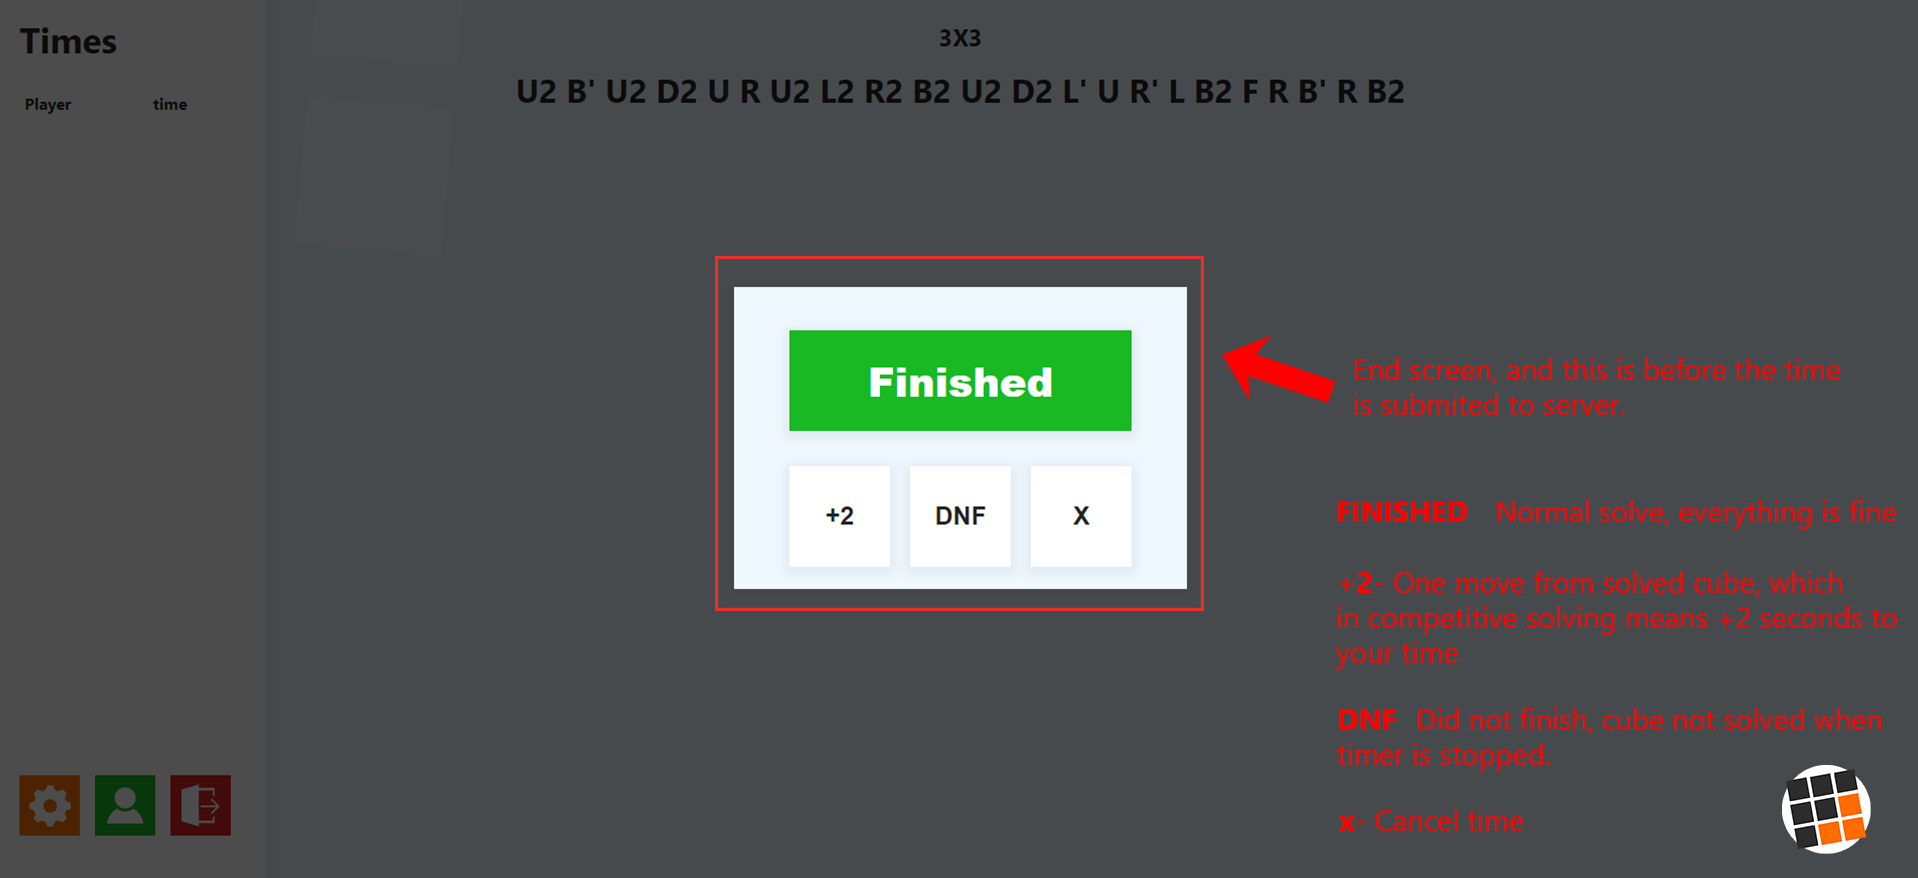 Times
Player time
3X3
U2 B' U2 D2 U R U2 L2 R2 B2 U2 D2 L' U R' L B2 F R B' R B2
Finished
+2 DNF X
End screen, and this is before the time
is submited to server.
FINISHED Normal solve, everything is fine
+2- One move from solved cube, which
in competitive solving means +2 seconds to
your time
DNF Did not finish, cube not solved when
timer is stopped.
x- Cancel time